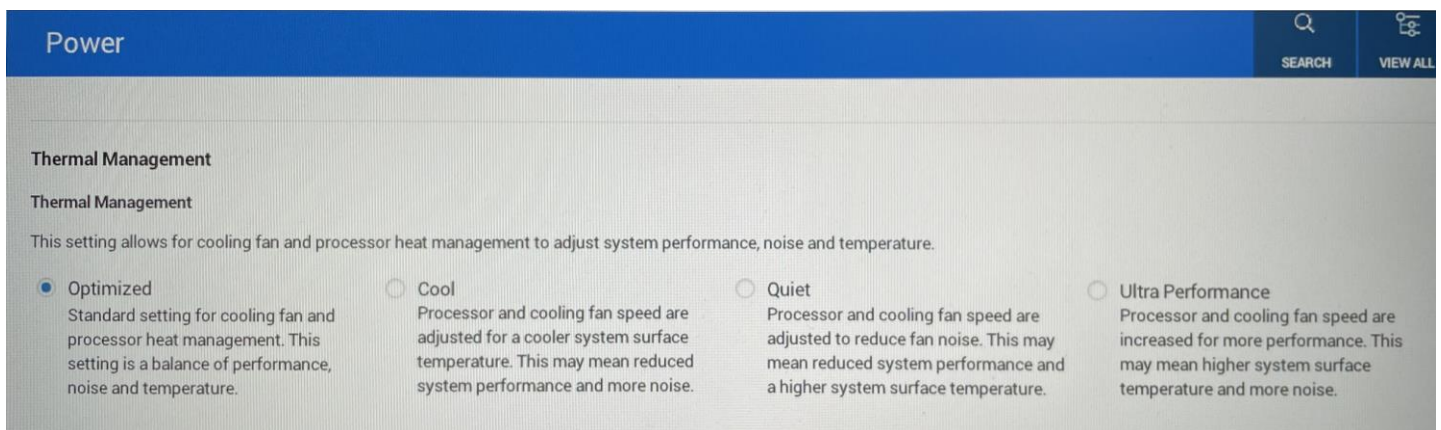 Power
SEARCH
VIEW ALL
Thermal Management
Thermal Management
This setting allows for cooling fan and processor heat management to adjust system performance, noise and temperature.
Optimized
Standard setting for cooling fan and
processor heat management. This
setting is a balance of performance,
noise and temperature.
Cool
Processor and cooling fan speed are
adjusted for a cooler system surface
temperature. This may mean reduced
system performance and more noise.
Quiet
Processor and cooling fan speed are
adjusted to reduce fan noise. This may
mean reduced system performance and
a higher system surface temperature.
Ultra Performance
Processor and cooling fan speed are
increased for more performance. This
may mean higher system surface
temperature and more noise.